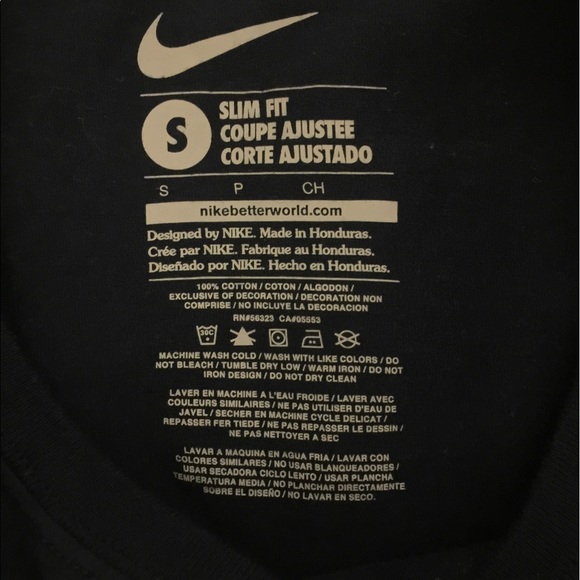 S
SLIM FIT
COUPE AJUSTEE
CORTE AJUSTADO
S P CH
nikebetterworld.com
Designed by NIKE. Made in Honduras.
Crée par NIKE. Fabrique au Honduras.
Diseñado por NIKE. Hecho en Honduras.
100% COTTON / COTON / ALGODON /
EXCLUSIVE OF DECORATION / DECORATION NON
COMPRISE / NO INCLUYE LA DECORACION
RN#56323 CA#05553
30C
MACHINE WASH COLD / WASH WITH LIKE COLORS / DO
NOT BLEACH / TUMBLE DRY LOW / WARM IRON / DO NOT
IRON DESIGN / DO NOT DRY CLEAN
LAVER EN MACHINE A L'EAU FROIDE / LAVER AVEC
COULEURS SIMILAIRES / NE PAS UTILISER D'EAU DE
JAVEL / SECHER EN MACHINE CYCLE DELICAT /
REPASSER FER TIEDE / NE PAS REPASSER LE DESSIN /
NE PAS NETTOYER A SEC
LAVAR A MAQUINA EN AGUA FRIA / LAVAR CON
COLORES SIMILARES / NO USAR BLANQUEADORES /
USAR SECADORA CICLO LENTO / USAR PLANCHA
TEMPERATURA MEDIA / NO PLANCHAR DIRECTAMENTE
SOBRE EL DISEÑO / NO LAVAR EN SECO.